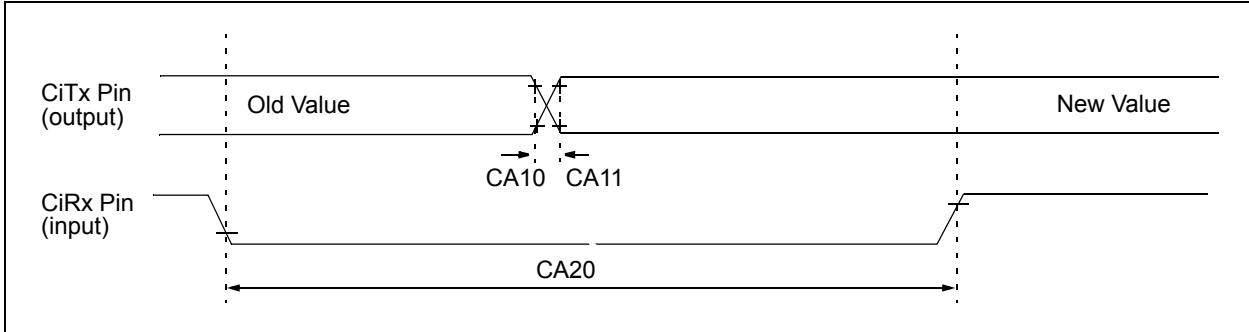 CiTx Pin
(output)
Old Value
New Value
CA10 CA11
CiRx Pin
(input)
CA20